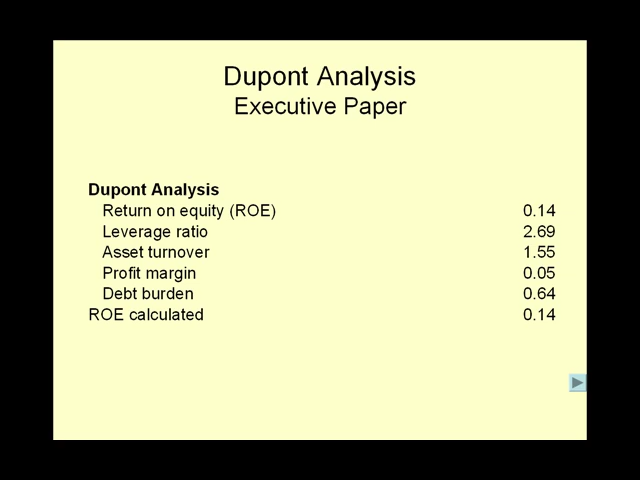 Dupont Analysis
Executive Paper
Dupont Analysis
Return on equity (ROE) 0.14
Leverage ratio 2.69
Asset turnover 1.55
Profit margin 0.05
Debt burden 0.64
ROE calculated 0.14